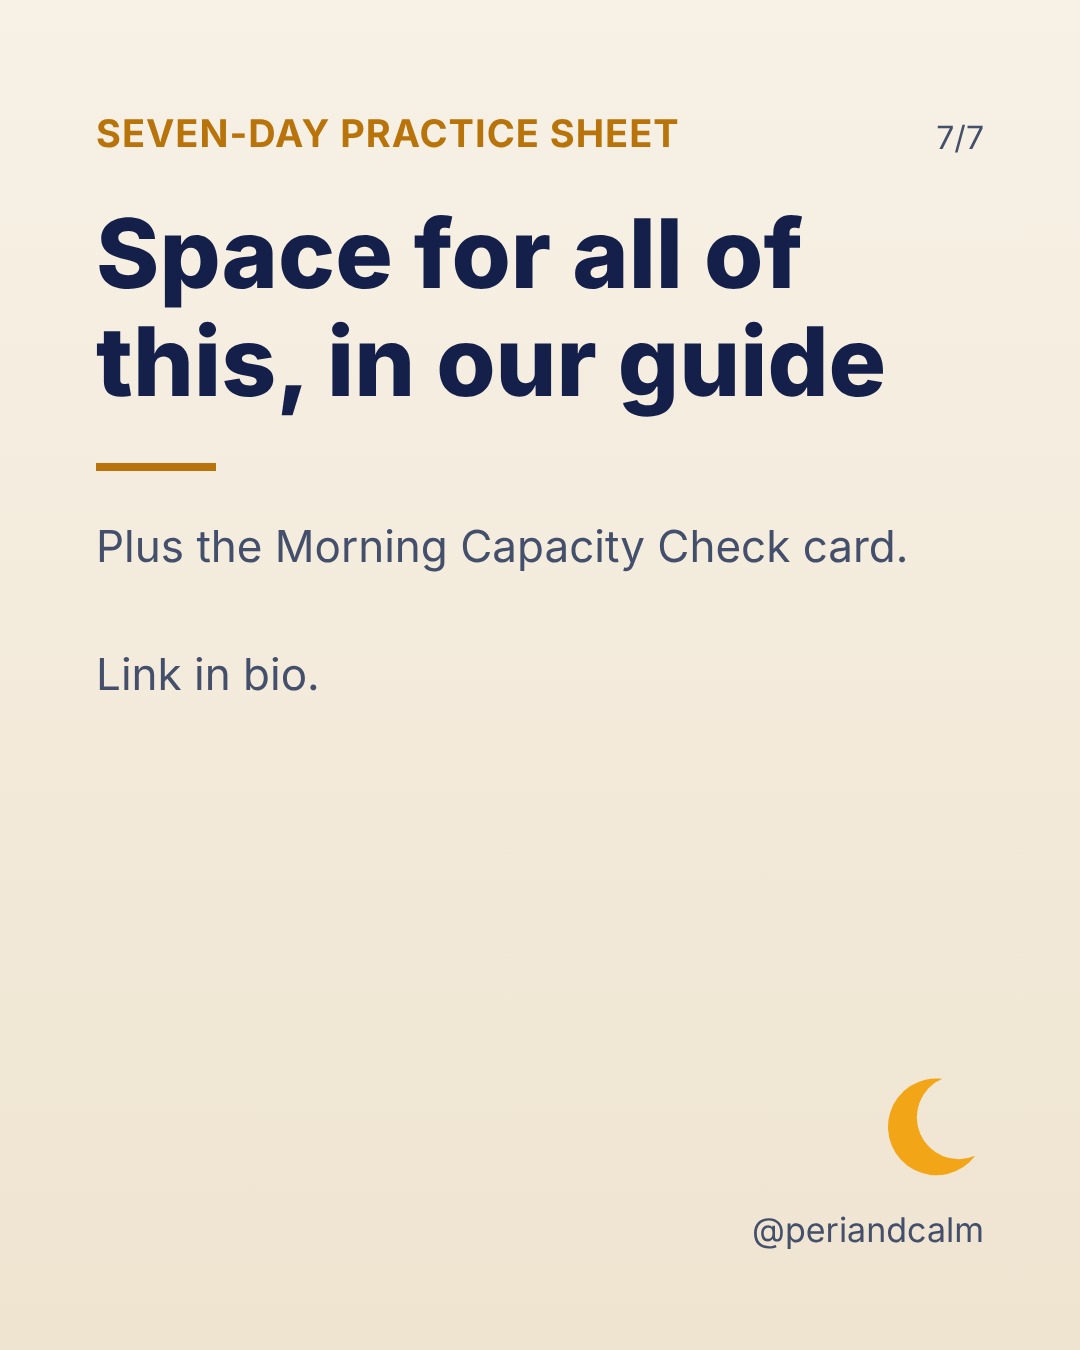 SEVEN-DAY PRACTICE SHEET
7/7
Space for all of
this, in our guide
Plus the Morning Capacity Check card.
Link in bio.
@periandcalm